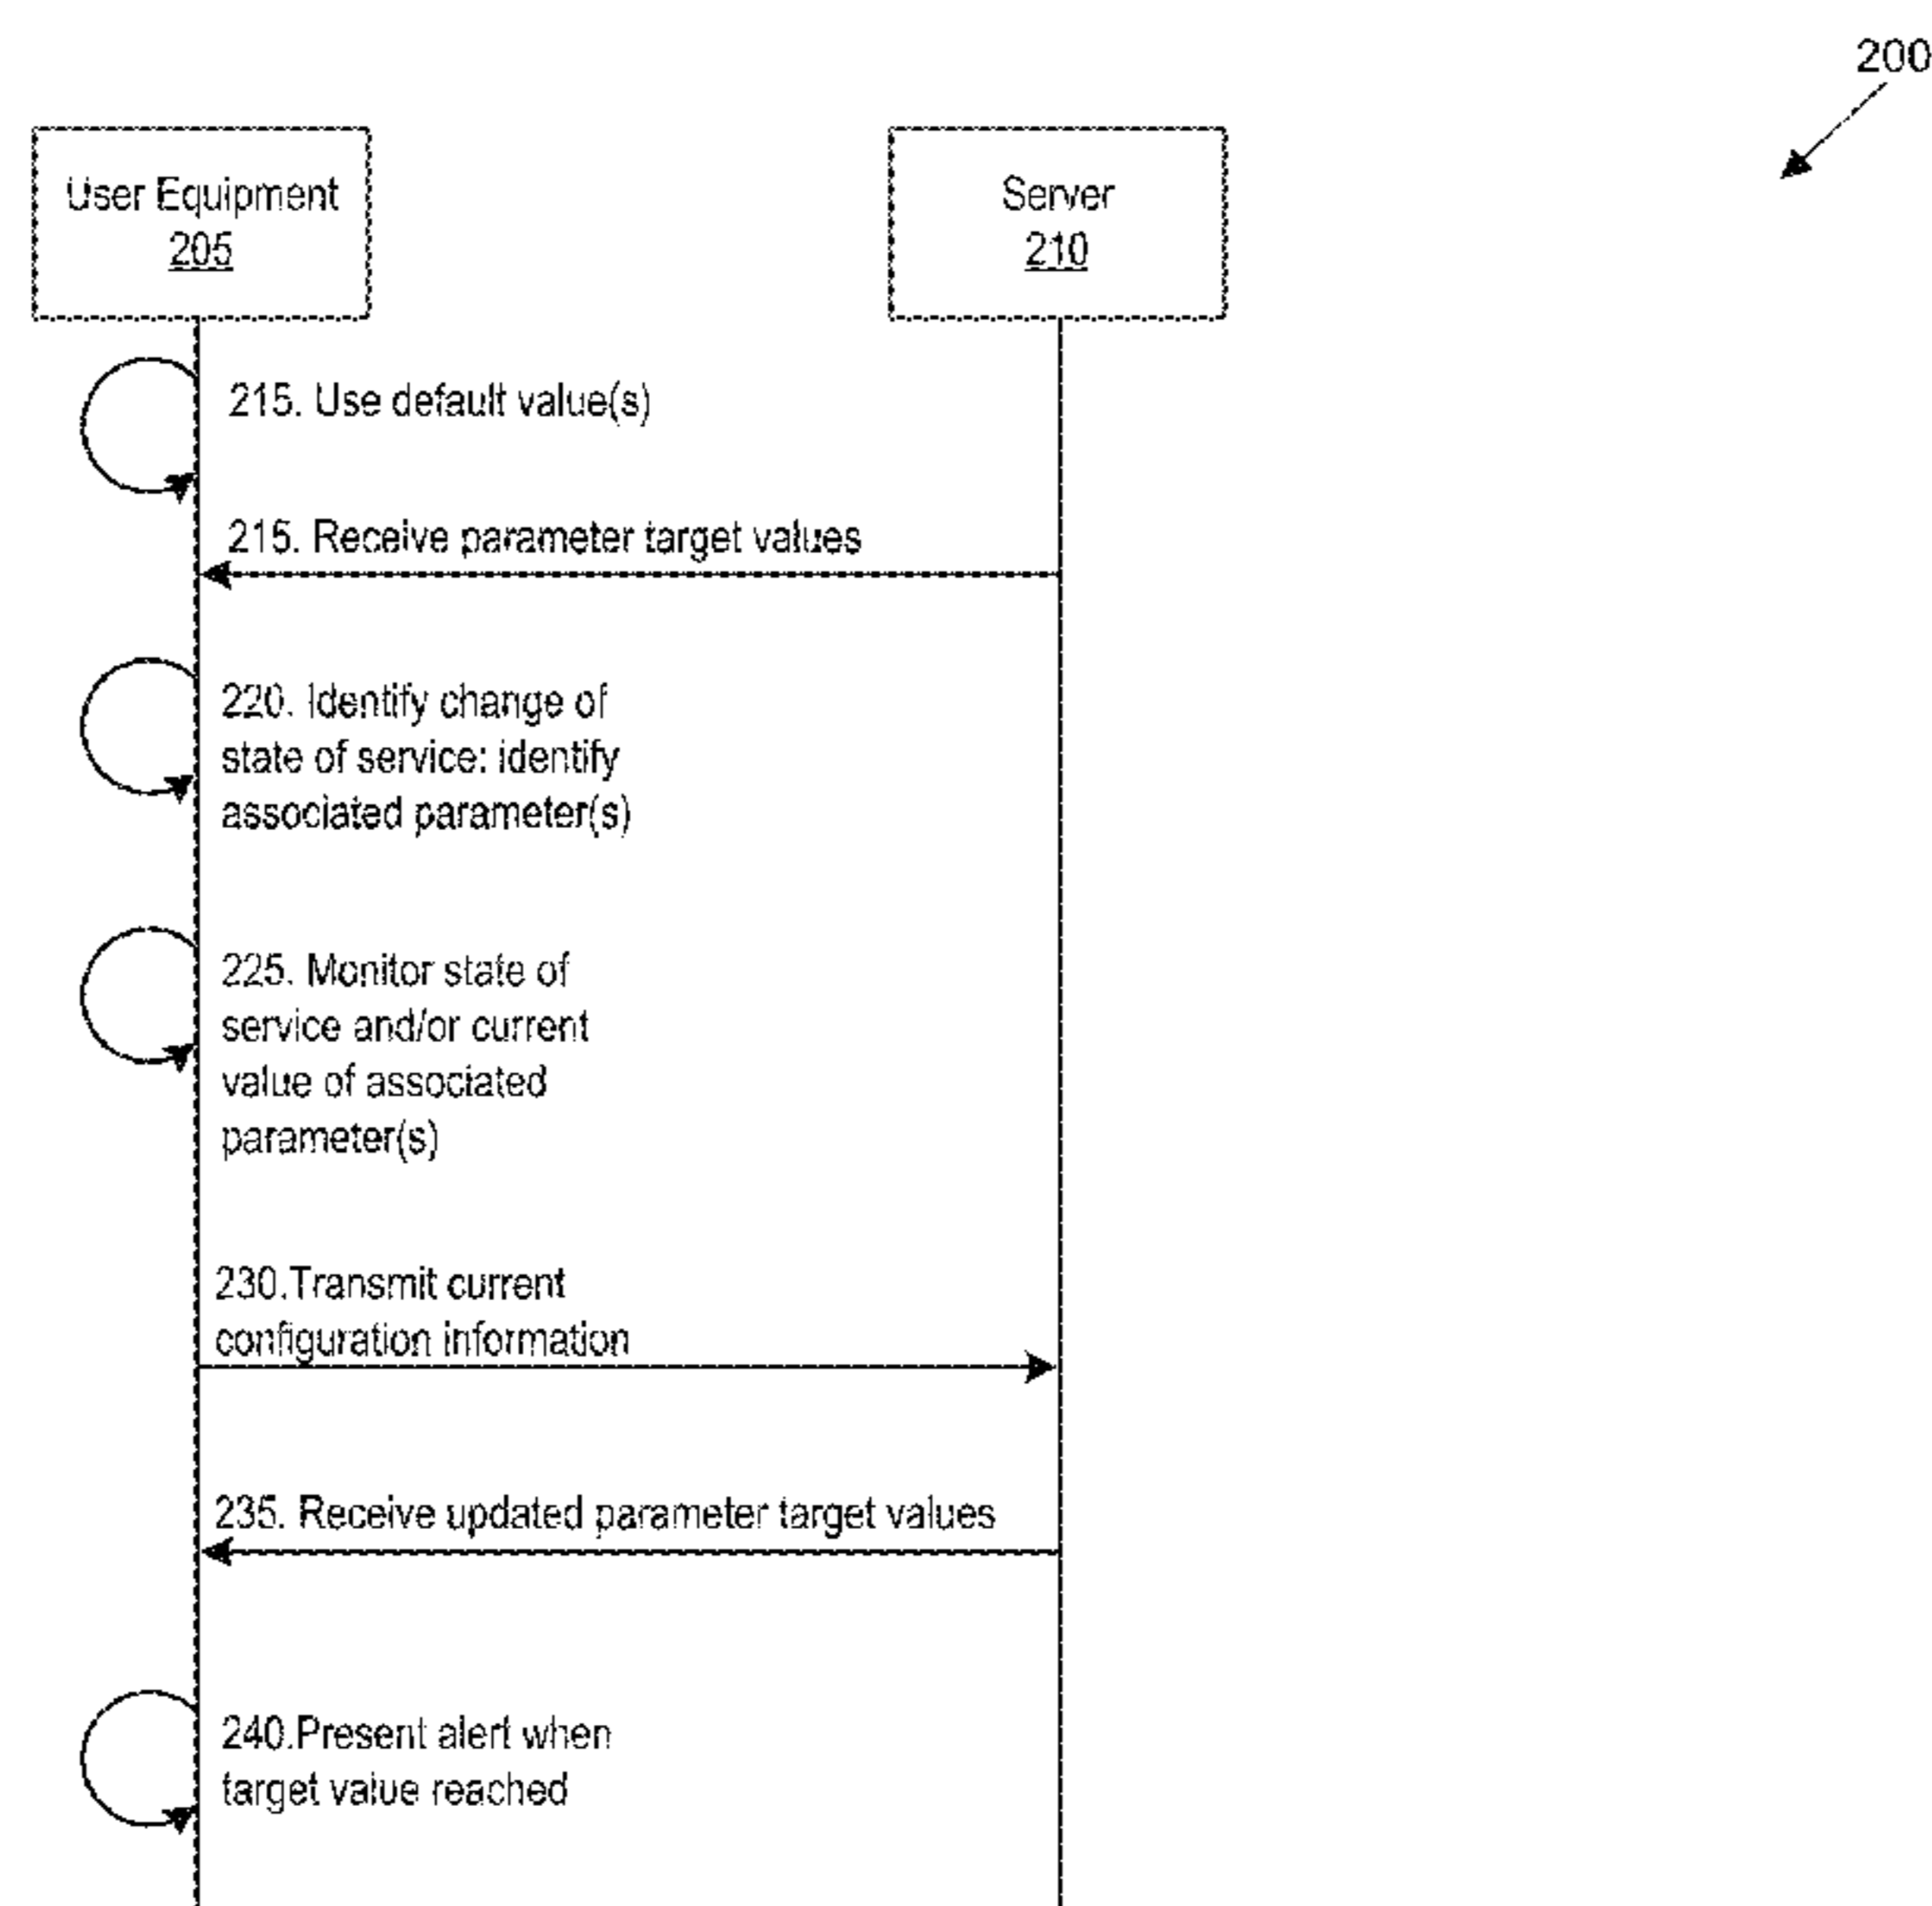 200
User Equipment
205
Server
210
215. Use default value(s)
215. Receive parameter target values
220. Identify change of
state of service: identify
associated parameter(s)
225. Monitor state of
service and/or current
value of associated
parameter(s)
230.Transmit current
configuration information
235. Receive updated parameter target values
240.Present alert when
target value reached